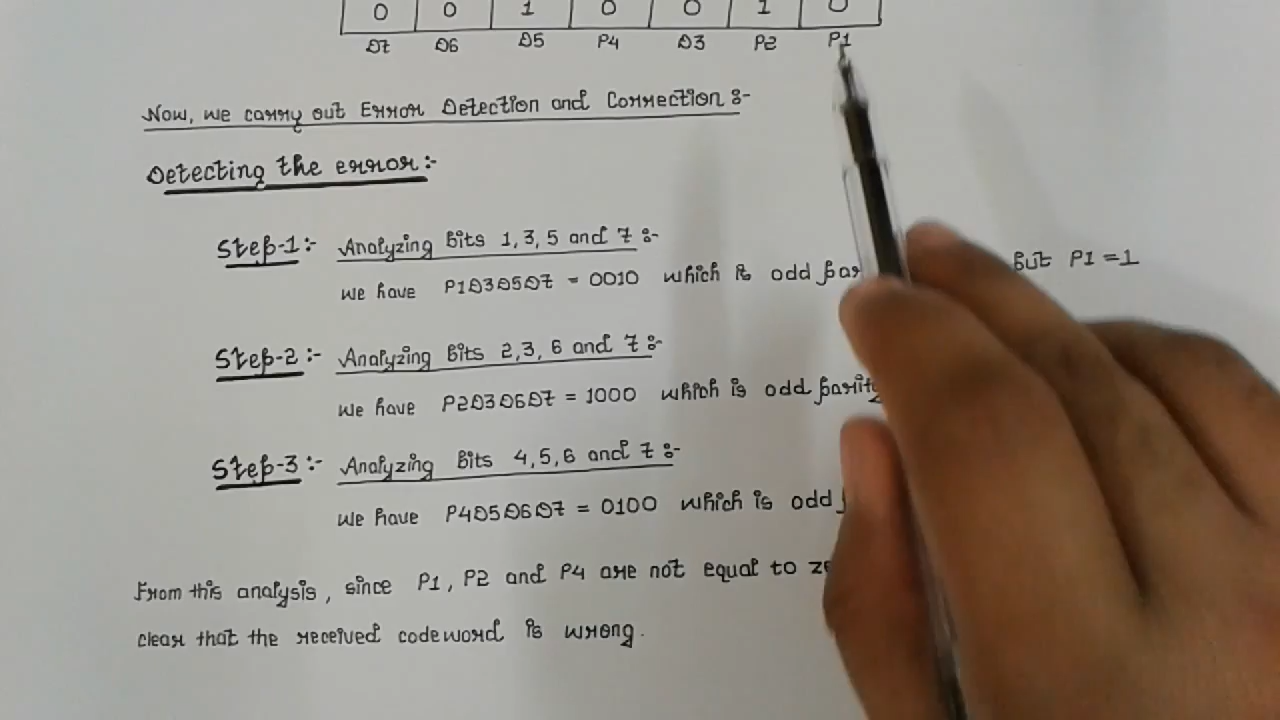 0 0 1 0 0 1 0
D7 D6 D5 P4 D3 P2 P1
Now, we carry out Error Detection and Correction :-
Detecting the error:-
Step-1:- Analyzing bits 1, 3, 5 and 7 :-
We have P1D3D5D7 = 0010 which is odd But P1 = 1
Step-2:- Analyzing bits 2, 3, 6 and 7 :-
We have P2D3D6D7 = 1000 which is odd parity
Step-3:- Analyzing bits 4, 5, 6 and 7 :-
We have P4D5D6D7 = 0100 which is odd
From this analysis, since P1, P2 and P4 are not equal to
clear that the received codeword is wrong.